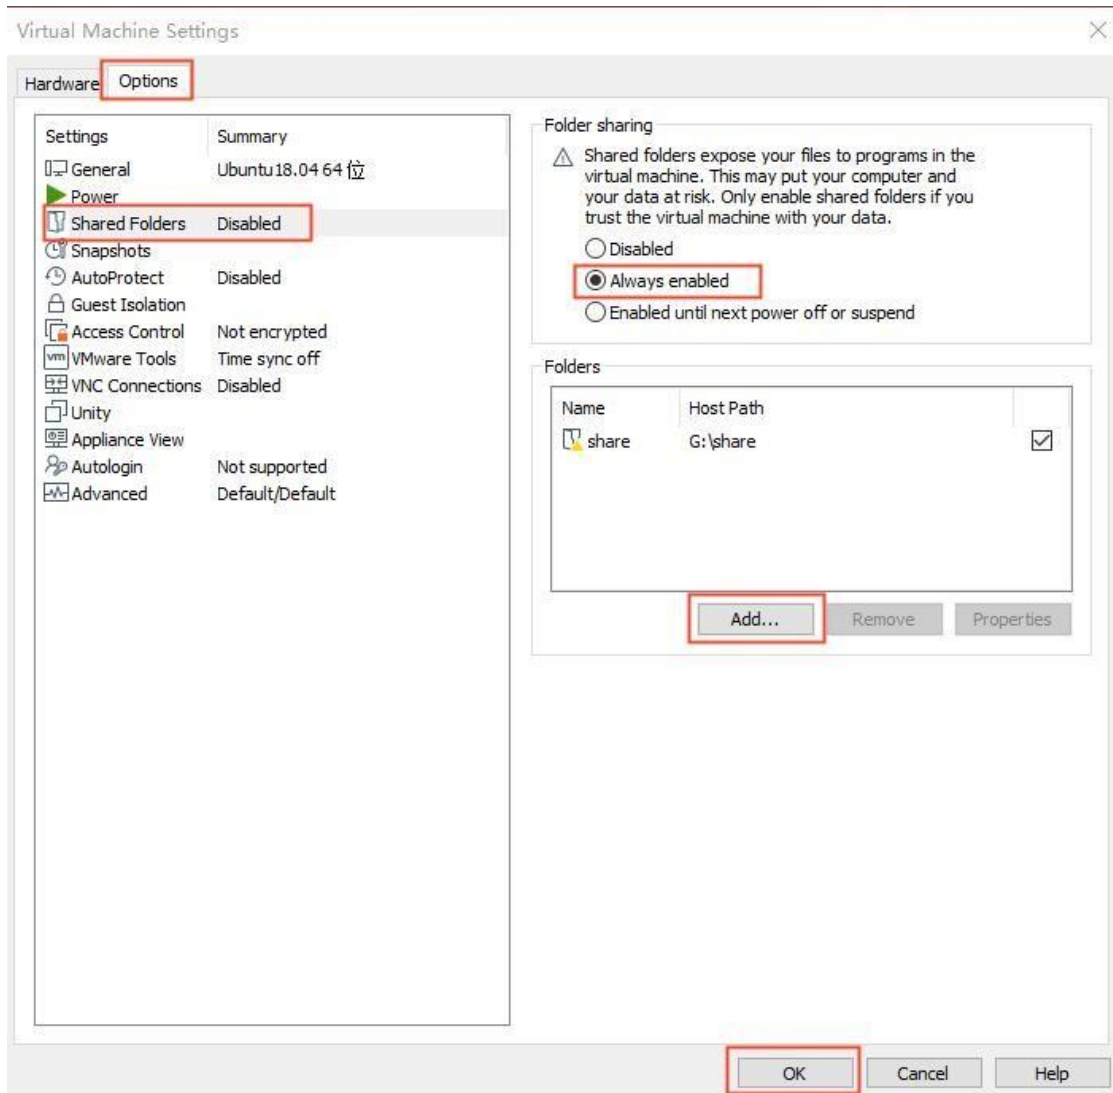 Virtual Machine Settings
Hardware
Options
Settings Summary
General Ubuntu18.04 64 位
Power
Shared Folders Disabled
Snapshots
AutoProtect Disabled
Guest Isolation
Access Control Not encrypted
vm VMware Tools Time sync off
VNC Connections Disabled
Unity
Appliance View
Autologin Not supported
Advanced Default/Default
Folder sharing
Shared folders expose your files to programs in the
virtual machine. This may put your computer and
your data at risk. Only enable shared folders if you
trust the virtual machine with your data.
Disabled
Always enabled
Enabled until next power off or suspend
Folders
Name Host Path
share G:\share
Add... Remove Properties
OK Cancel Help